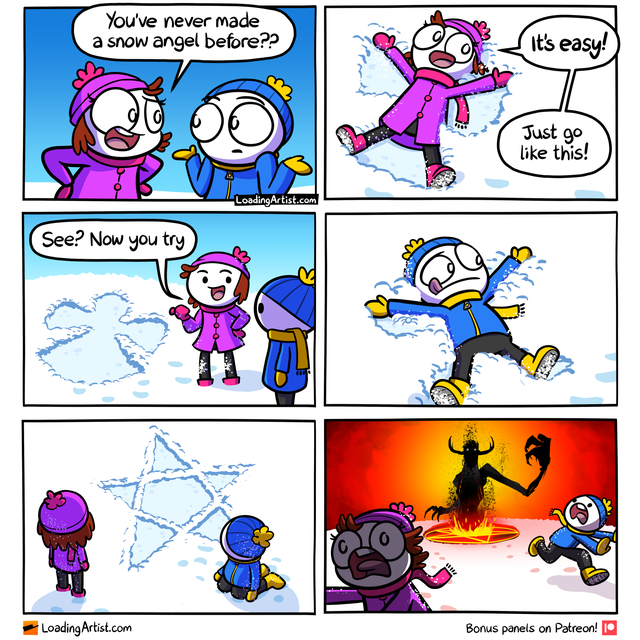 You've never made
a snow angel before??
LoadingArtist.com
It's easy!
Just go
like this!
See? Now you try
LoadingArtist.com
Bonus panels on Patreon!